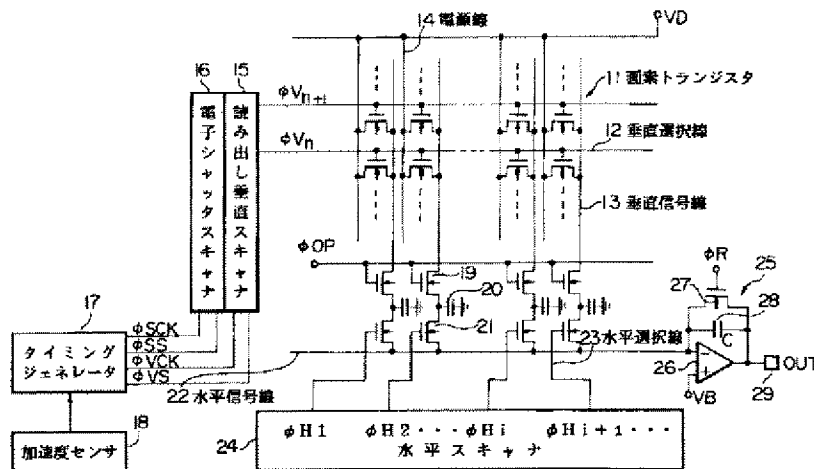 14 電源線
VD
16
15
11 画素トランジスタ
φVn+1
φVn
12 垂直選択線
電子シャッタスキャナ
読み出し垂直スキャナ
13 垂直信号線
φOP
19
20
21
φR
25
27
28
C
17
タイミング
ジェネレータ
φSCK
φSS
φVCK
φVS
22 水平信号線
23 水平選択線
26
VB
OUT
29
18
加速度センサ
24
φH1 φH2・・・φHi φHi+1・・・
水平スキャナ